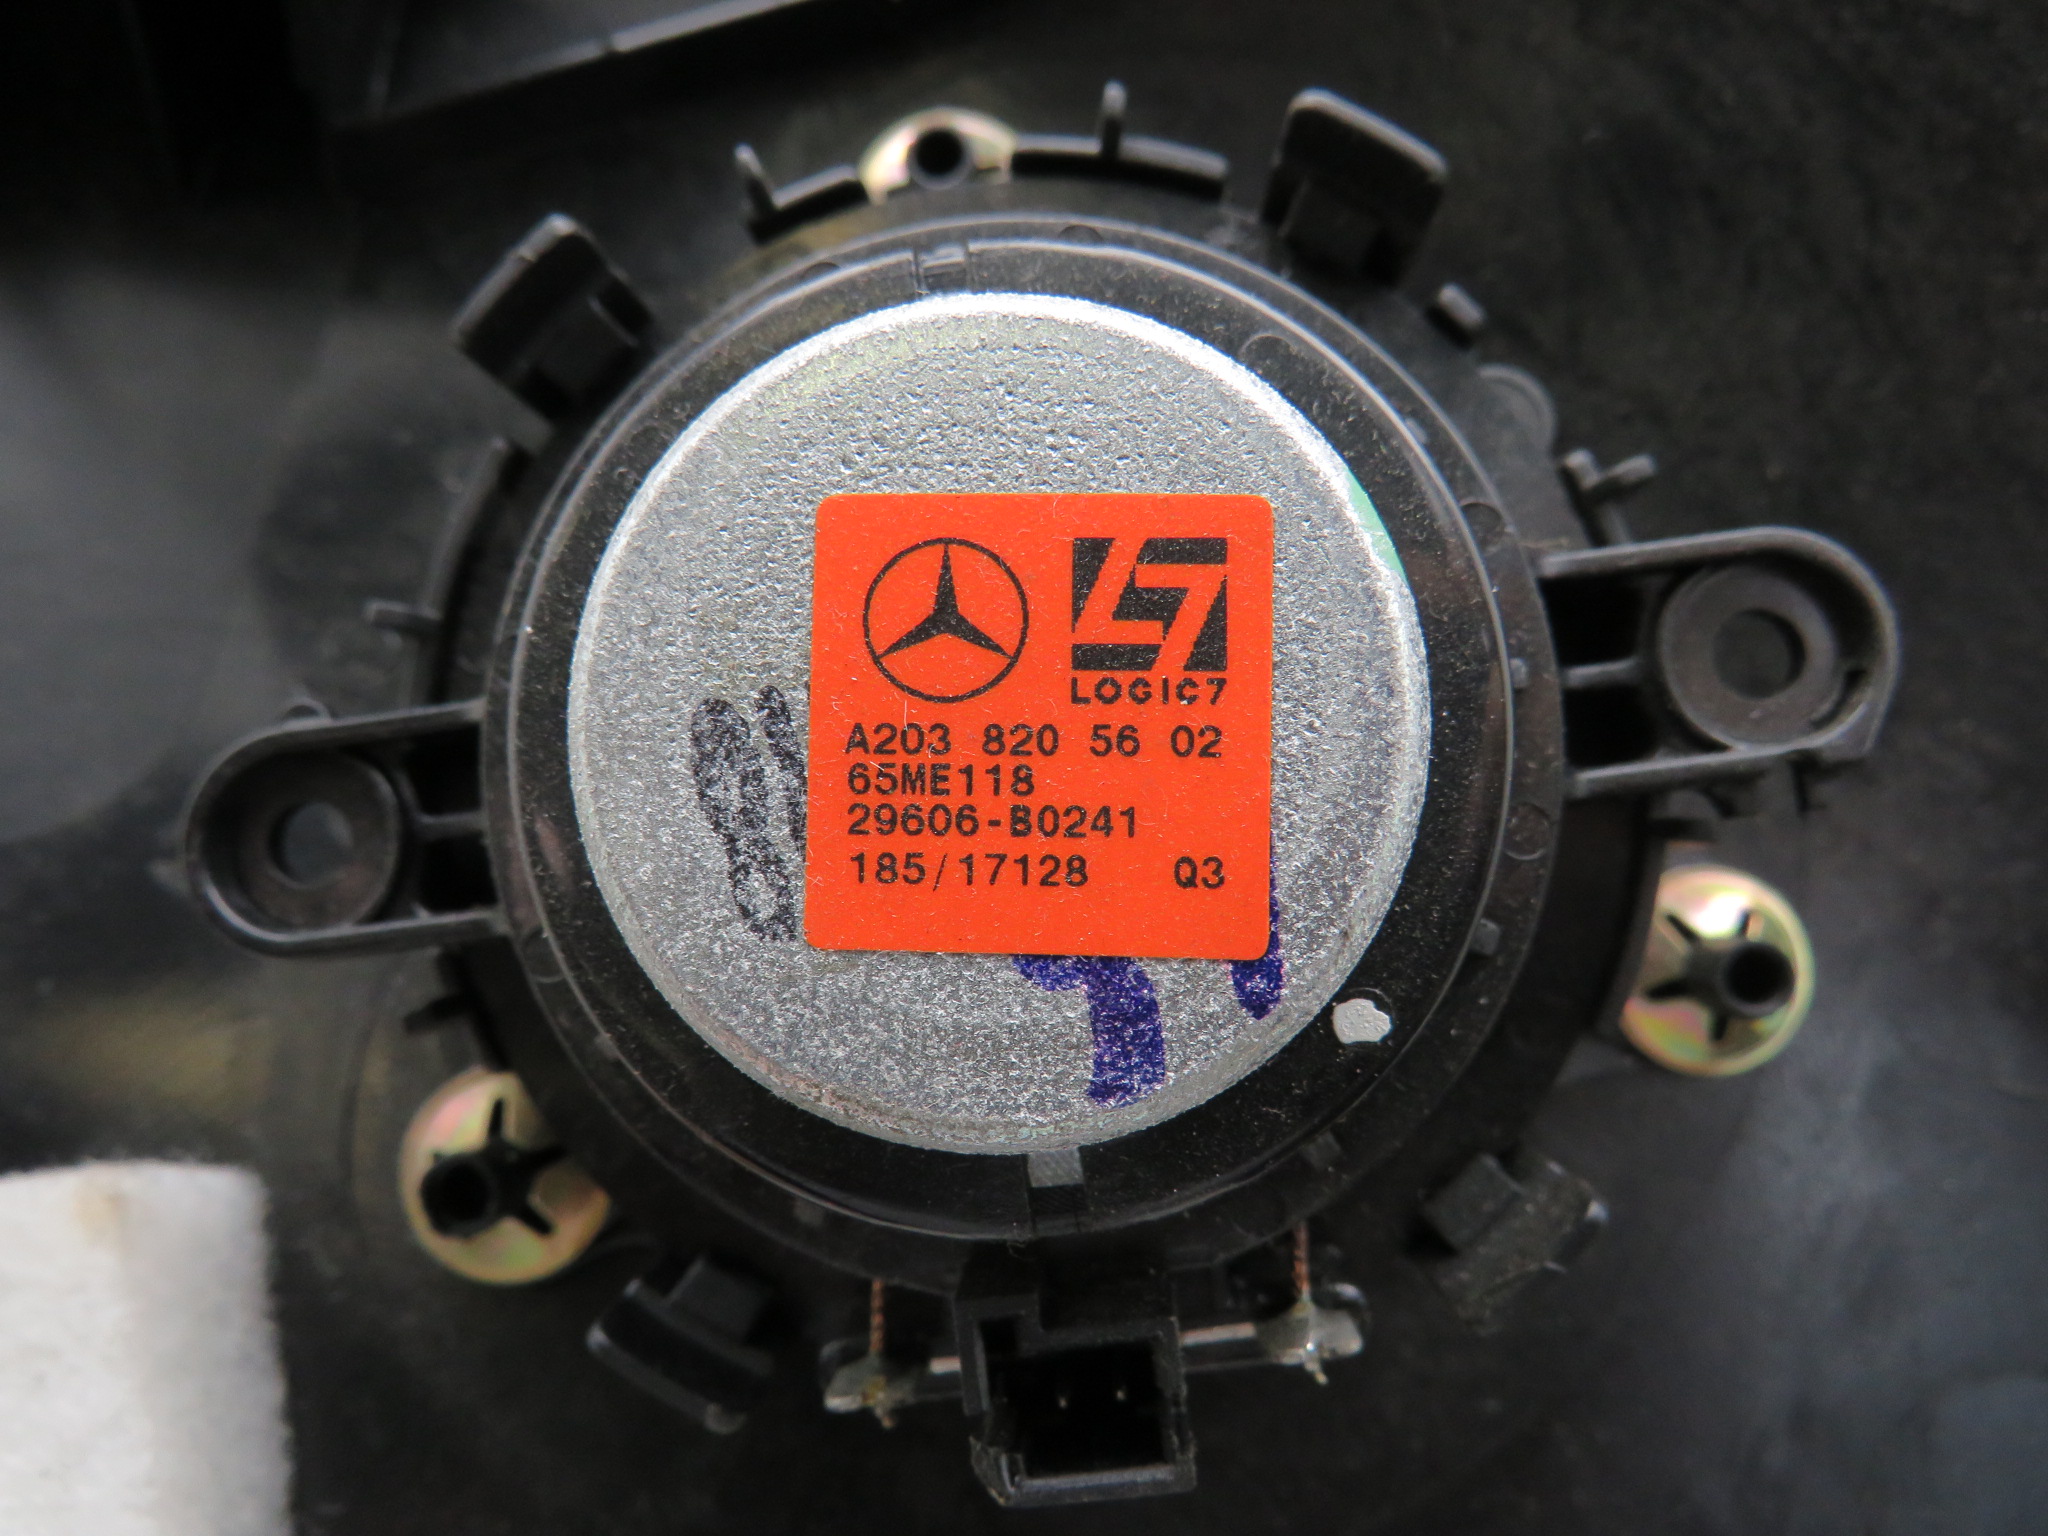 LOGIC7
A203 820 56 02
65ME118
29606-B0241
185/17128 Q3